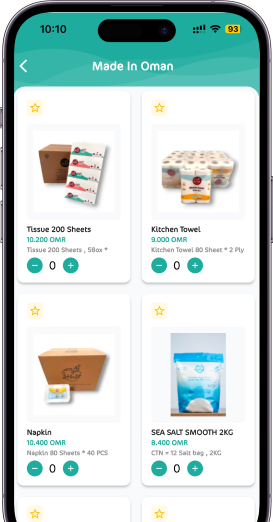 10:10
93
Made In Oman
Tissue 200 Sheets
10.200 OMR
Tissue 200 Sheets , 5Box *
0
Kitchen Towel
9.000 OMR
Kitchen Towel 80 Sheet * 2 Ply
0
Napkin
10.400 OMR
Napkin 80 Sheets * 40 PCS
0
SEA SALT SMOOTH 2KG
8.400 OMR
CTN = 12 Salt bag , 2KG
0